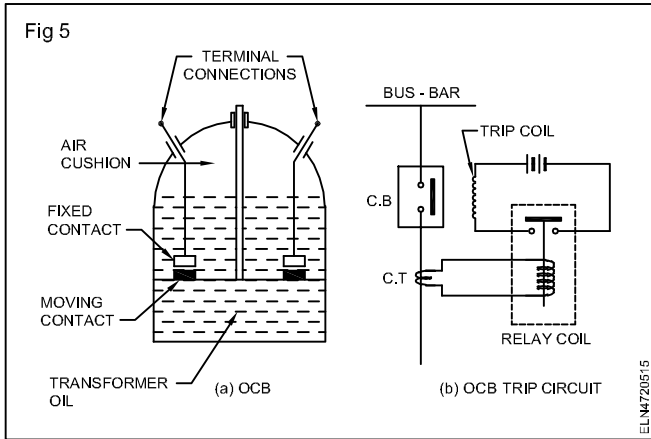 Fig 5
TERMINAL
CONNECTIONS
AIR
CUSHION
FIXED
CONTACT
MOVING
CONTACT
TRANSFORMER
OIL
(a) OCB
BUS - BAR
TRIP COIL
C.B
C.T
RELAY COIL
(b) OCB TRIP CIRCUIT
ELN4720515